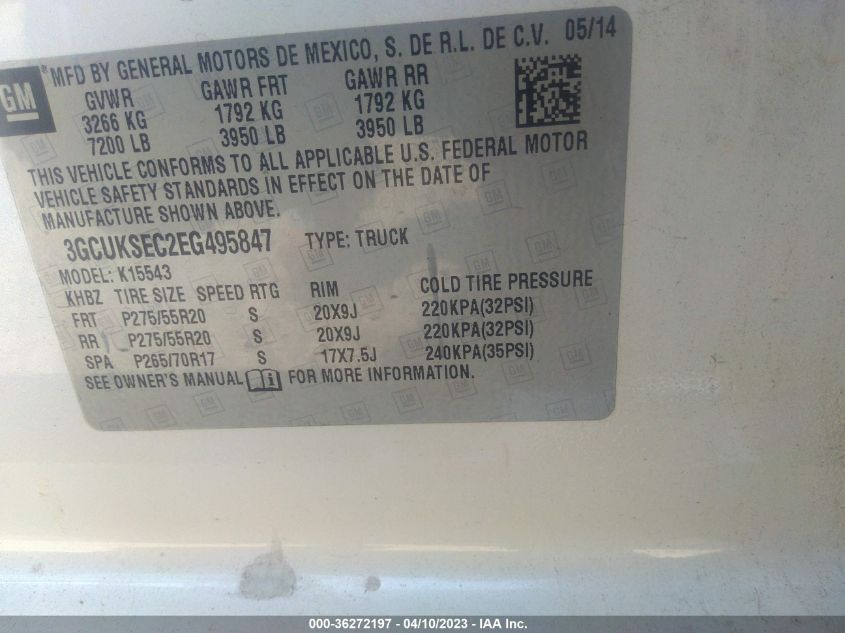 GM
®MFD BY GENERAL MOTORS DE MEXICO, S. DE R.L. DE C.V. 05/14
GVWR GAWR FRT GAWR RR
3266 KG 1792 KG 1792 KG
7200 LB 3950 LB 3950 LB
THIS VEHICLE CONFORMS TO ALL APPLICABLE U.S. FEDERAL MOTOR
VEHICLE SAFETY STANDARDS IN EFFECT ON THE DATE OF
MANUFACTURE SHOWN ABOVE.
3GCUKSEC2EG495847 TYPE: TRUCK
MODEL: K15543
KHBZ TIRE SIZE SPEED RTG RIM COLD TIRE PRESSURE
FRT P275/55R20 S 20X9J 220KPA(32PSI)
RR P275/55R20 S 20X9J 220KPA(32PSI)
SPA P265/70R17 S 17X7.5J 240KPA(35PSI)
SEE OWNER'S MANUAL FOR MORE INFORMATION.
000-36272197 - 04/10/2023 - IAA Inc.